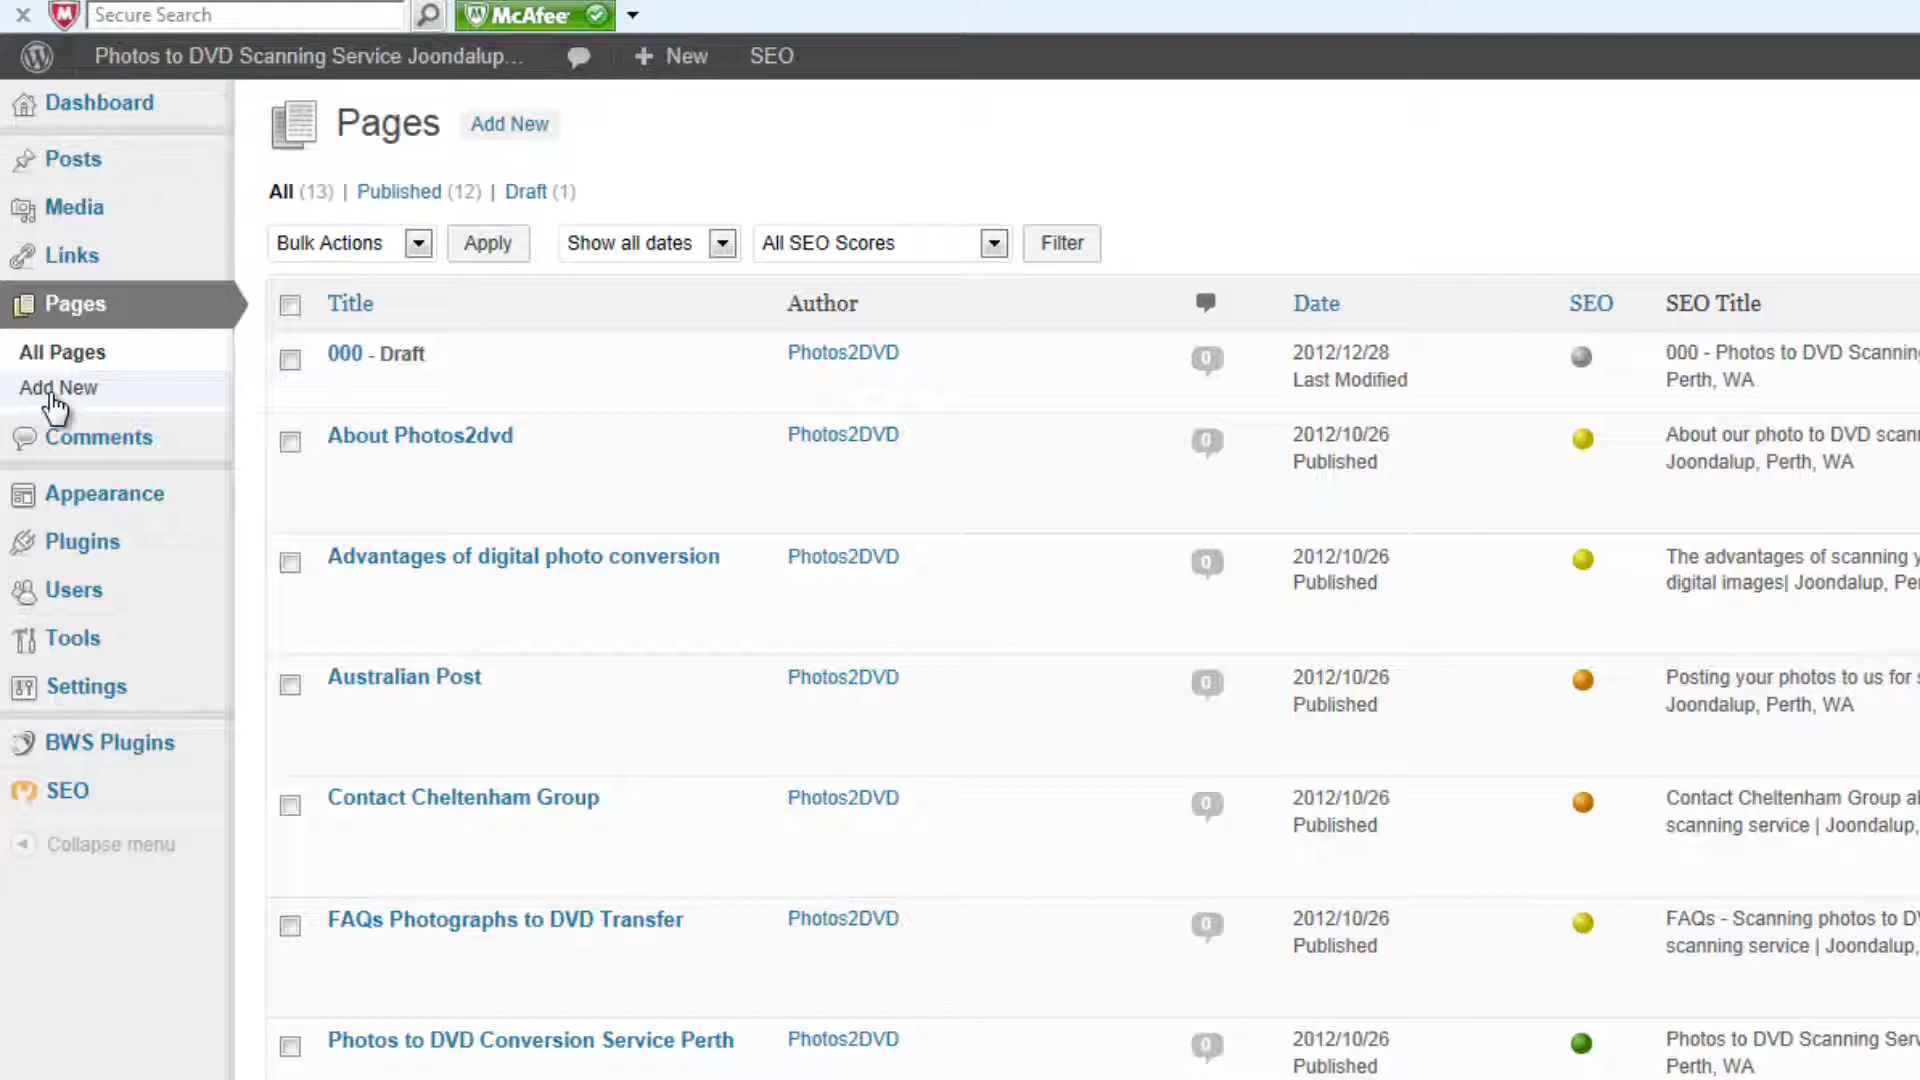 Secure Search
McAfee
Photos to DVD Scanning Service Joondalup... + New SEO
Dashboard
Posts
Media
Links
Pages
All Pages
Add New
Comments
Appearance
Plugins
Users
Tools
Settings
BWS Plugins
SEO
Collapse menu
Pages Add New
All (13) | Published (12) | Draft (1)
Bulk Actions Apply Show all dates All SEO Scores Filter
Title Author Date SEO SEO Title
000 - Draft Photos2DVD 0 2012/12/28 000 - Photos to DVD Scanning
Last Modified Perth, WA
About Photos2dvd Photos2DVD 0 2012/10/26 About our photo to DVD scann
Published Joondalup, Perth, WA
Advantages of digital photo conversion Photos2DVD 0 2012/10/26 The advantages of scanning y
Published digital images| Joondalup, Per
Australian Post Photos2DVD 0 2012/10/26 Posting your photos to us for s
Published Joondalup, Perth, WA
Contact Cheltenham Group Photos2DVD 0 2012/10/26 Contact Cheltenham Group a
Published scanning service | Joondalup,
FAQs Photographs to DVD Transfer Photos2DVD 0 2012/10/26 FAQs - Scanning photos to D
Published scanning service | Joondalup,
Photos to DVD Conversion Service Perth Photos2DVD 0 2012/10/26 Photos to DVD Scanning Serv
Published Perth, WA